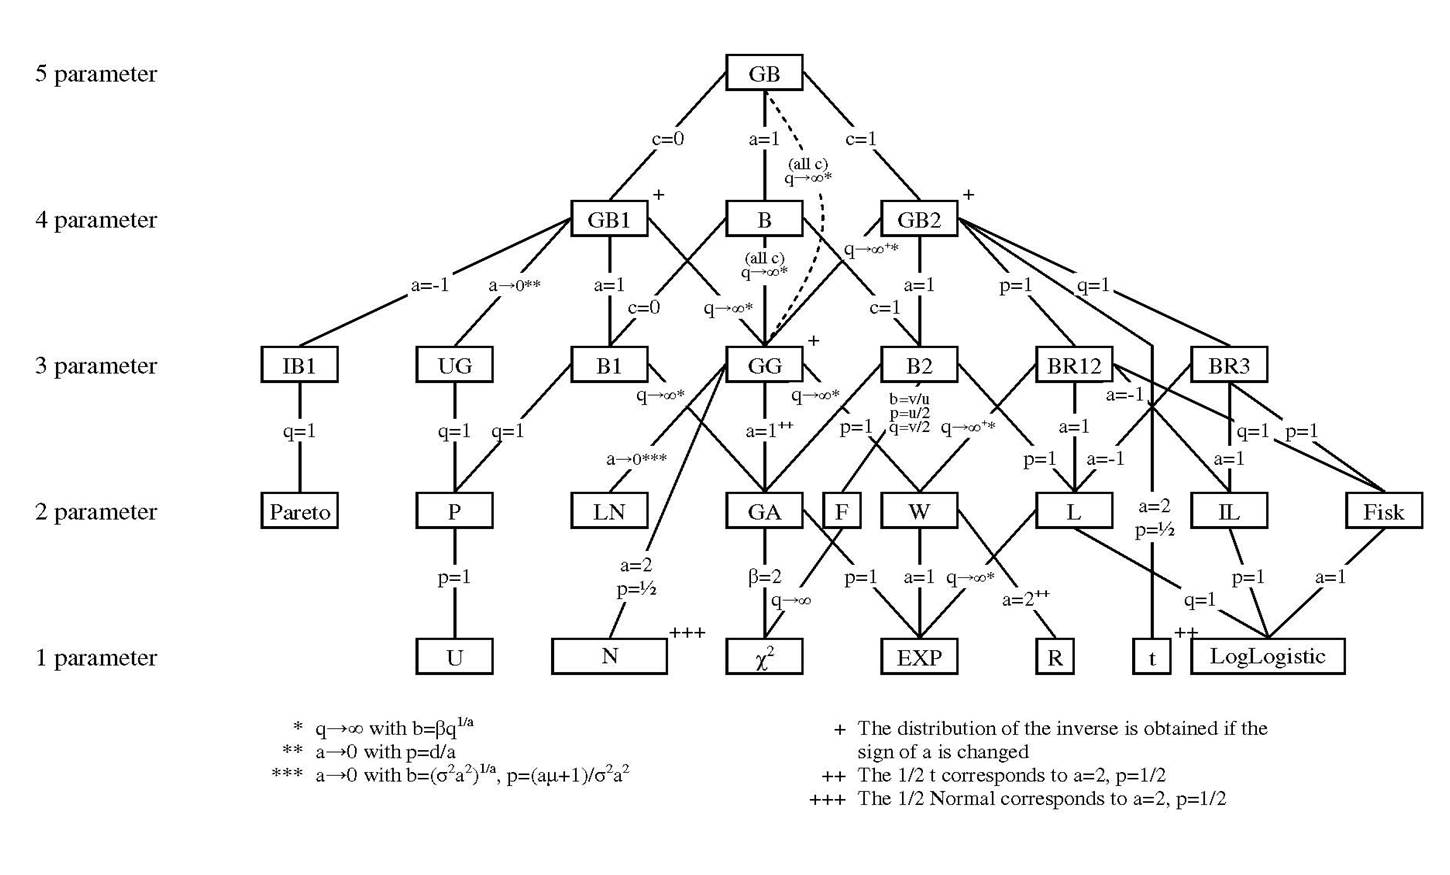 5 parameter
GB
c=0
a=1
c=1
(all c)
q→∞*
4 parameter
GB1
+
B
GB2
+
(all c)
q→∞*
q→∞⁺*
a=-1
a→0**
a=1
c=0
q→∞*
c=1
a=1
p=1
q=1
3 parameter
IB1
UG
B1
GG
+
B2
BR12
BR3
q→∞*
q→∞*
b=v/u
p=u/2
q=v/2
a=-1
q=1
q=1
q=1
a→0***
a=1⁺⁺
p=1
q→∞⁺*
p=1
a=1
a=-1
a=1
q=1
p=1
2 parameter
Pareto
P
LN
GA
F
W
L
a=2
p=½
IL
Fisk
p=1
a=2
p=½
β=2
q→∞
p=1
a=1
q→∞*
a=2⁺⁺
q=1
p=1
a=1
1 parameter
U
N
+++
χ²
EXP
R
t
++
LogLogistic
* q→∞ with b=βq^1/a
** a→0 with p=d/a
*** a→0 with b=(σ²a²)^1/a, p=(aμ+1)/σ²a²
+ The distribution of the inverse is obtained if the
sign of a is changed
++ The 1/2 t corresponds to a=2, p=1/2
+++ The 1/2 Normal corresponds to a=2, p=1/2